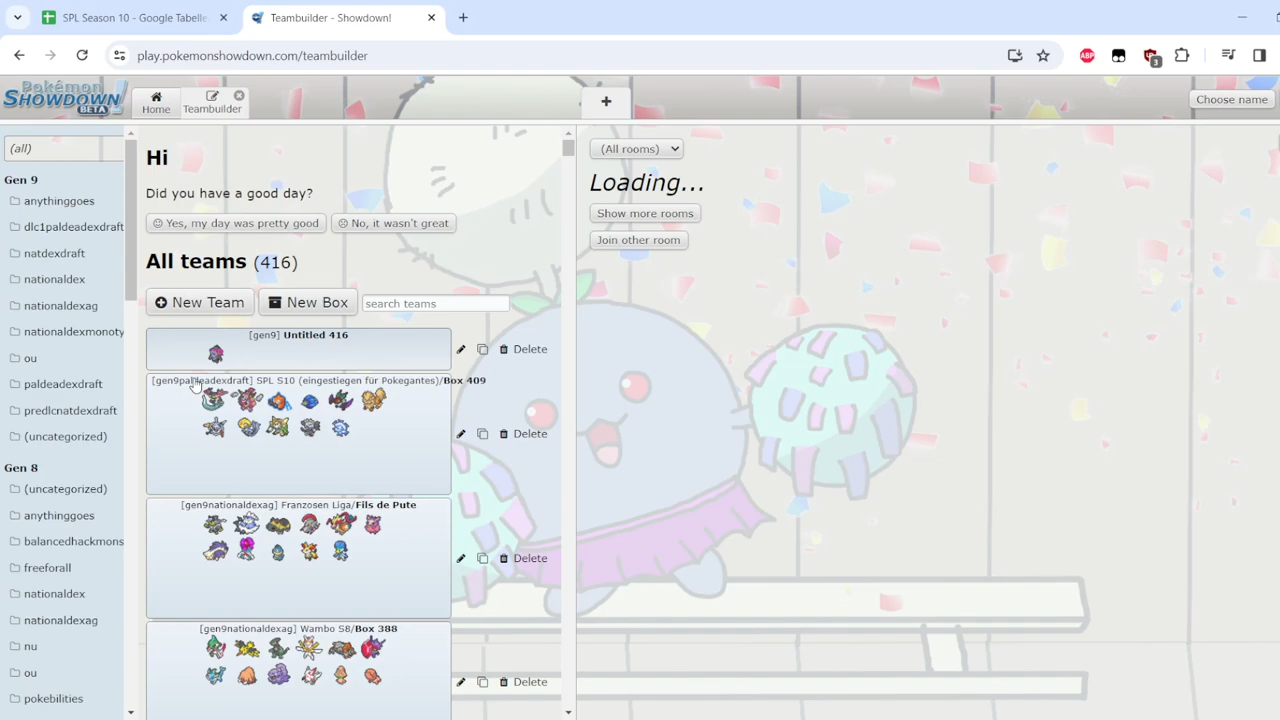 SPL Season 10 - Google Tabelle
Teambuilder - Showdown!
play.pokemonshowdown.com/teambuilder
3
Pokémon
SHOWDOWN!
BETA
Home
Teambuilder
Choose name
(all)
Gen 9
anythinggoes
dlc1paldeadexdraft
natdexdraft
nationaldex
nationaldexag
nationaldexmonoty
ou
paldeadexdraft
predlcnatdexdraft
(uncategorized)
Gen 8
(uncategorized)
anythinggoes
balancedhackmons
freeforall
nationaldex
nationaldexag
nu
ou
pokebilities
Hi
Did you have a good day?
Yes, my day was pretty good
No, it wasn't great
All teams (416)
New Team
New Box
search teams
[gen9] Untitled 416
Delete
[gen9paldeadexdraft] SPL S10 (eingestiegen für Pokegantes)/Box 409
Delete
[gen9nationaldexag] Franzosen Liga/Fils de Pute
Delete
[gen9nationaldexag] Wambo S8/Box 388
Delete
(All rooms)
Loading...
Show more rooms
Join other room